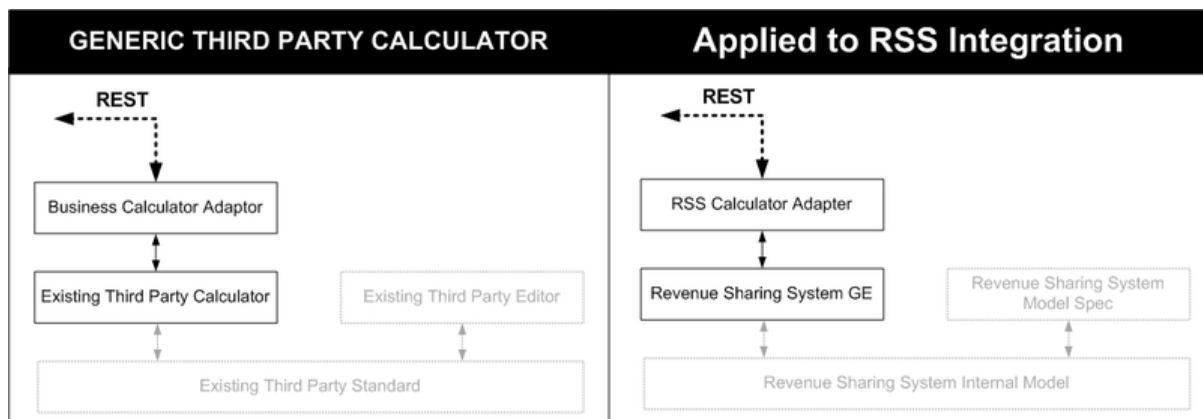 GENERIC THIRD PARTY CALCULATOR
Applied to RSS Integration
REST
REST
Business Calculator Adaptor
RSS Calculator Adapter
Existing Third Party Calculator
Existing Third Party Editor
Revenue Sharing System GE
Revenue Sharing System
Model Spec
Existing Third Party Standard
Revenue Sharing System Internal Model